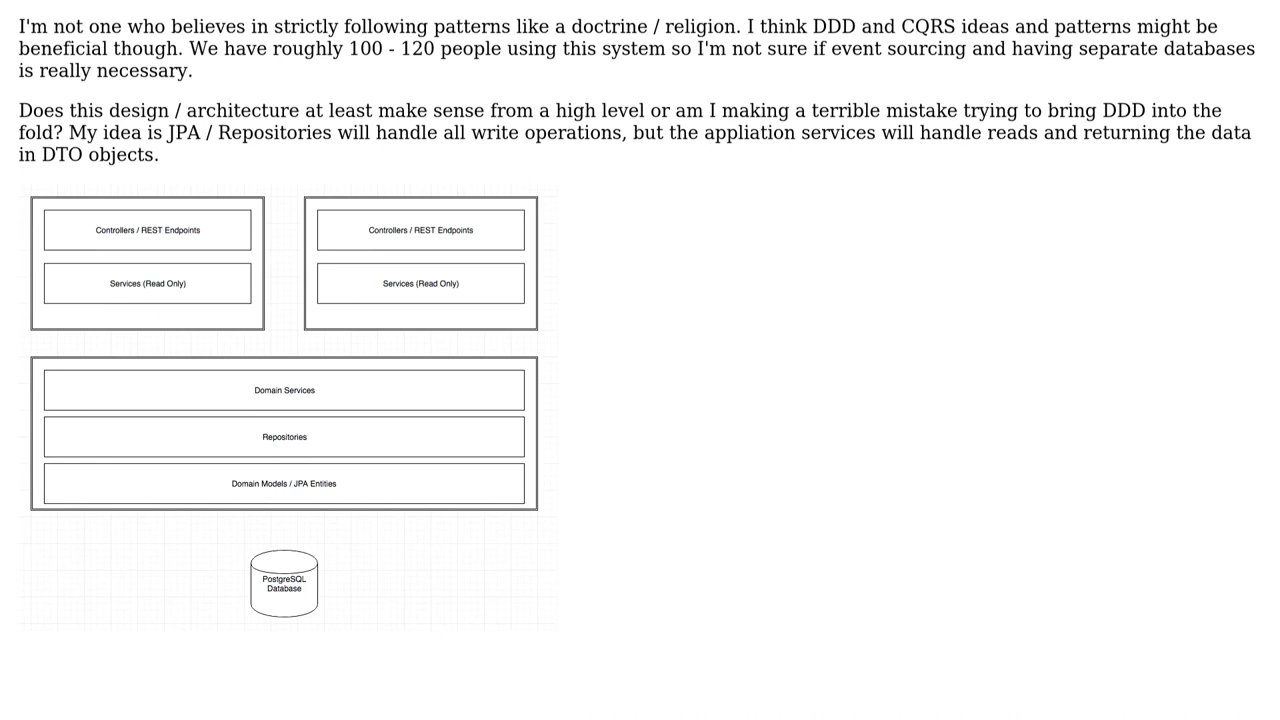 I'm not one who believes in strictly following patterns like a doctrine / religion. I think DDD and CQRS ideas and patterns might be
beneficial though. We have roughly 100 - 120 people using this system so I'm not sure if event sourcing and having separate databases
is really necessary.
Does this design / architecture at least make sense from a high level or am I making a terrible mistake trying to bring DDD into the
fold? My idea is JPA / Repositories will handle all write operations, but the appliation services will handle reads and returning the data
in DTO objects.
Controllers / REST Endpoints
Services (Read Only)
Controllers / REST Endpoints
Services (Read Only)
Domain Services
Repositories
Domain Models / JPA Entities
PostgreSQL
Database